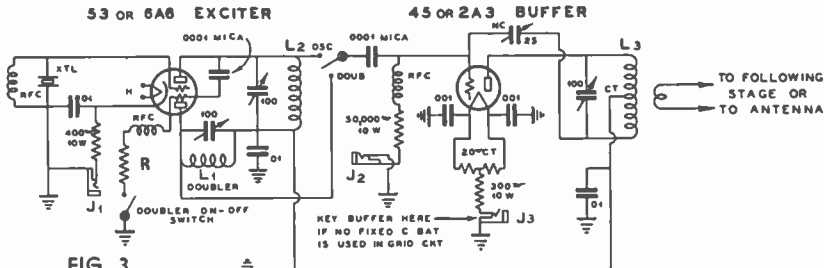 53 OR 6A6 EXCITER
45 OR 2A3 BUFFER
.0001 MICA
L2
OSC
.0001 MICA
NC
25
L3
XTL
H
DOUB
RFC
100
100
CT
TO FOLLOWING
STAGE OR
TO ANTENNA
RFC
.01
400~
10W
RFC
100
.001
.001
50,000~
10 W
R
L1
DOUBLER
.01
20~CT
J1
J2
300~
10 W
.01
DOUBLER ON-OFF
SWITCH
KEY BUFFER HERE
IF NO FIXED C BAT
IS USED IN GRID CKT
J3
FIG. 3